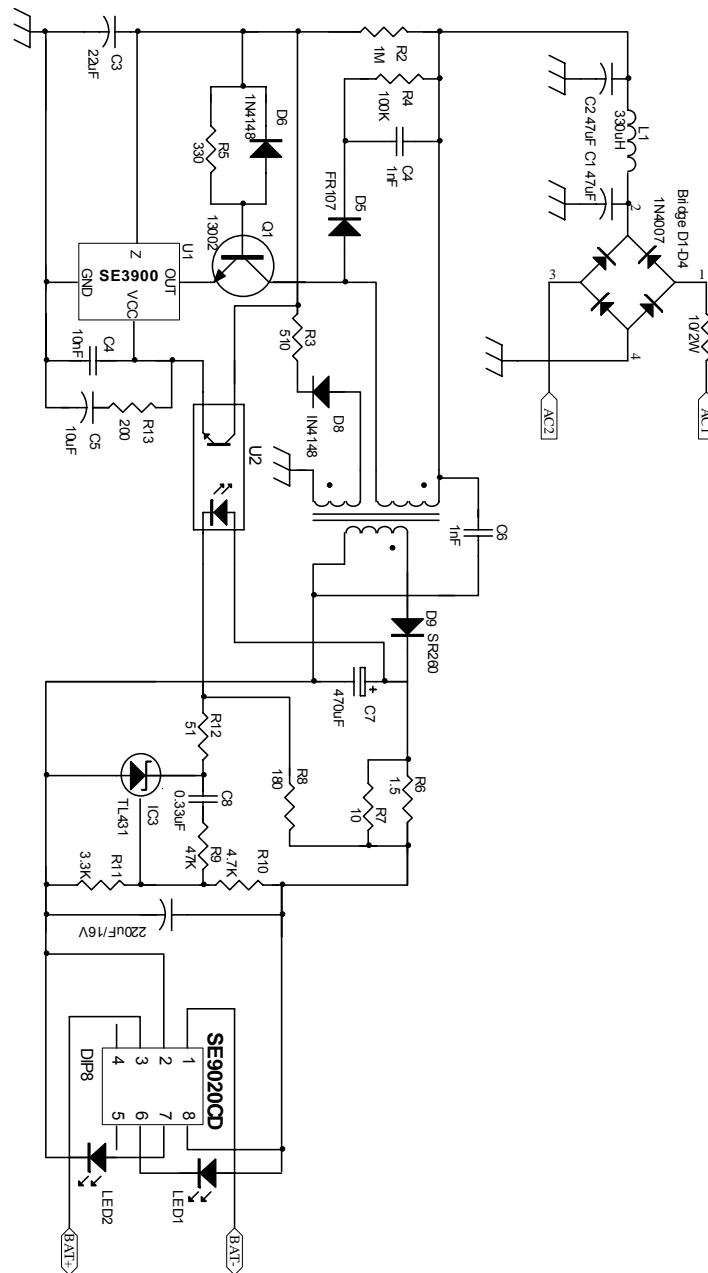 AC1
10/2W
1
Bridge D1-D4
1N4007
2
3
4
AC2
L1
330uH
C2 47uF
C1 47uF
C6
1nF
R2
1M
R4
100K
C4
1nF
D5
FR107
D6
1N4148
R5
330
Q1
13002
C3
22uF
U1
SE3900
Z
OUT
GND
VCC
C4
10nF
C5
10uF
R13
200
R3
510
D8
IN4148
U2
D9 SR260
C7
470uF
+
R6
1.5
R7
10
R8
180
R12
51
C8
0.33uF
R9
47K
R10
4.7K
IC3
TL431
R11
3.3K
220uF/16V
SE9020CD
1
2
3
4
5
6
7
8
DIP8
LED1
LED2
BAT-
BAT+